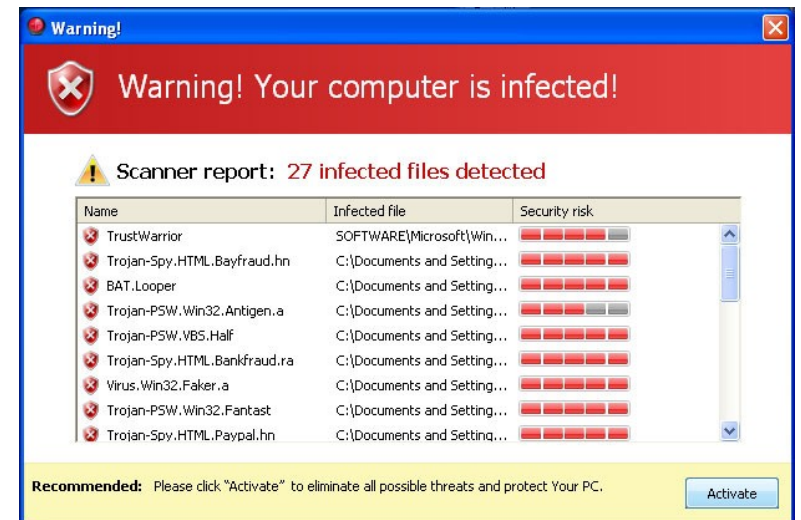 Warning!
Warning! Your computer is infected!
Scanner report: 27 infected files detected
Name Infected file Security risk
TrustWarrior SOFTWARE\Microsoft\Win...
Trojan-Spy.HTML.Bayfraud.hn C:\Documents and Setting...
BAT.Looper C:\Documents and Setting...
Trojan-PSW.Win32.Antigen.a C:\Documents and Setting...
Trojan-PSW.VBS.Half C:\Documents and Setting...
Trojan-Spy.HTML.Bankfraud.ra C:\Documents and Setting...
Virus.Win32.Faker.a C:\Documents and Setting...
Trojan-PSW.Win32.Fantast C:\Documents and Setting...
Trojan-Spy.HTML.Paypal.hn C:\Documents and Setting...
Recommended: Please click "Activate" to eliminate all possible threats and protect Your PC. Activate